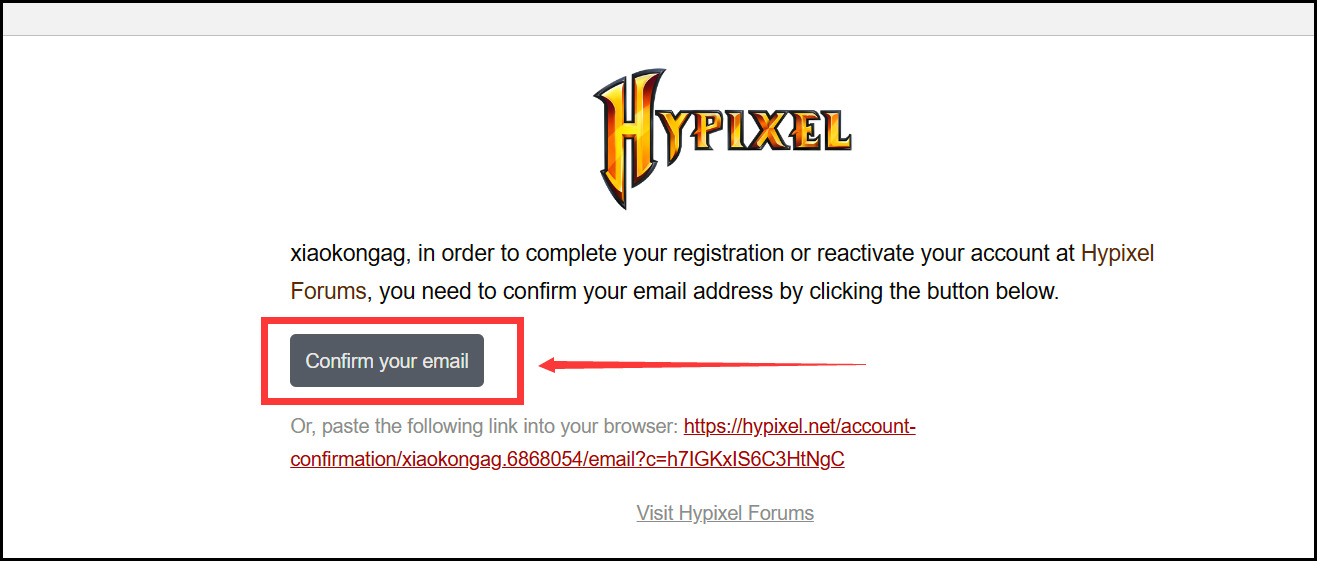 HYPIXEL
xiaokongag, in order to complete your registration or reactivate your account at Hypixel
Forums, you need to confirm your email address by clicking the button below.
Confirm your email
Or, paste the following link into your browser: https://hypixel.net/account-
confirmation/xiaokongag.6868054/email?c=h7IGKxIS6C3HtNgC
Visit Hypixel Forums